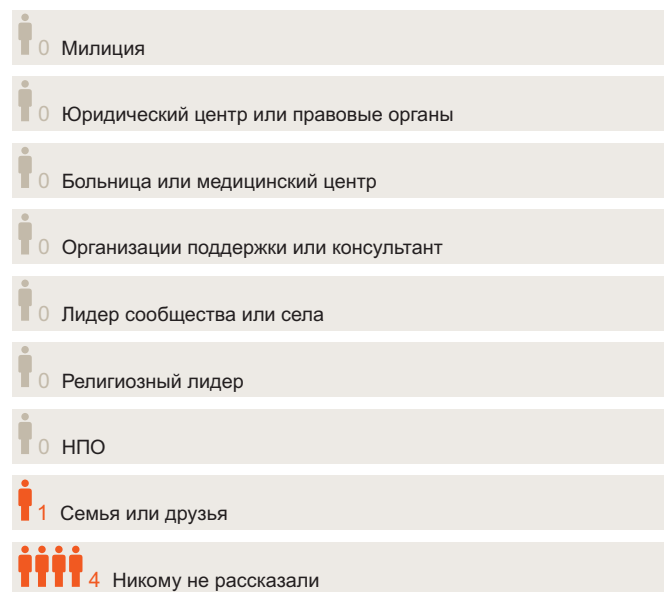 0 Милиция
0 Юридический центр или правовые органы
0 Больница или медицинский центр
0 Организации поддержки или консультант
0 Лидер сообщества или села
0 Религиозный лидер
0 НПО
1 Семья или друзья
4 Никому не рассказали